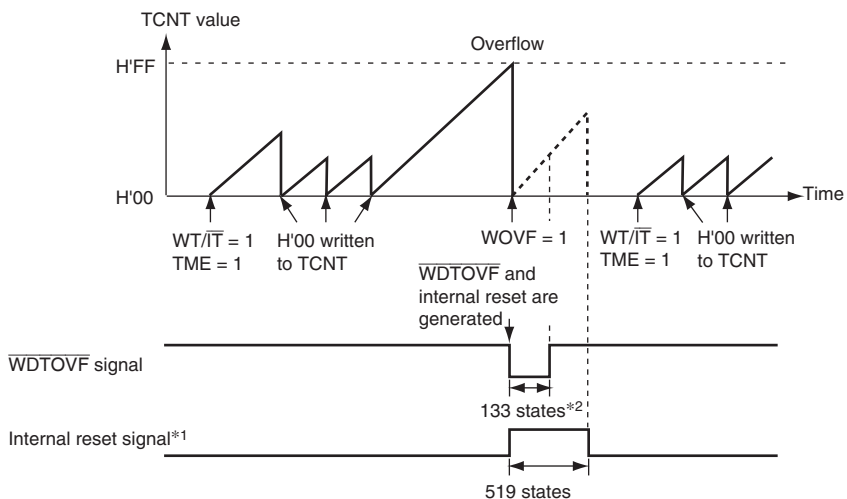 TCNT value
Overflow
H'FF
H'00
Time
WT/IT = 1
TME = 1
H'00 written
to TCNT
WOVF = 1
WT/IT = 1
TME = 1
H'00 written
to TCNT
WDTOVF and
internal reset are
generated
WDTOVF signal
133 states*2
Internal reset signal*1
519 states